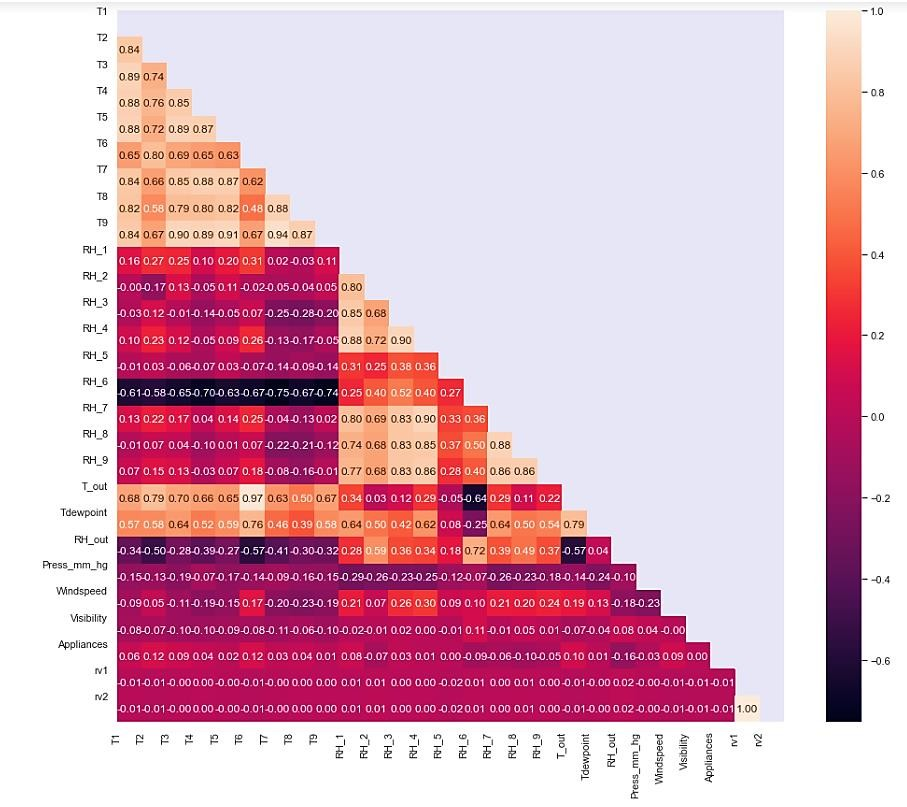 T1
T2
0.84
T3
0.89 0.74
T4
0.88 0.76 0.85
T5
0.88 0.72 0.89 0.87
T6
0.65 0.80 0.69 0.65 0.63
T7
0.84 0.66 0.85 0.88 0.87 0.62
T8
0.82 0.58 0.79 0.80 0.82 0.48 0.88
T9
0.84 0.67 0.90 0.89 0.91 0.67 0.94 0.87
RH_1
0.16 0.27 0.25 0.10 0.20 0.31 0.02 -0.03 0.11
RH_2
-0.00 -0.17 0.13 -0.05 0.11 -0.02 -0.05 -0.04 0.05 0.80
RH_3
-0.03 0.12 -0.01 -0.14 -0.05 0.07 -0.25 -0.28 -0.20 0.85 0.68
RH_4
0.10 0.23 0.12 -0.05 0.09 0.26 -0.13 -0.17 -0.05 0.88 0.72 0.90
RH_5
-0.01 0.03 -0.06 -0.07 0.03 -0.07 -0.14 -0.09 -0.14 0.31 0.25 0.38 0.36
RH_6
-0.61 -0.58 -0.65 -0.70 -0.63 -0.67 -0.75 -0.67 -0.74 0.25 0.40 0.52 0.40 0.27
RH_7
0.13 0.22 0.17 0.04 0.14 0.25 -0.04 -0.13 0.02 0.80 0.69 0.83 0.90 0.33 0.36
RH_8
-0.01 0.07 0.04 -0.10 0.01 0.07 -0.22 -0.21 -0.12 0.74 0.68 0.83 0.85 0.37 0.50 0.88
RH_9
0.07 0.15 0.13 -0.03 0.07 0.18 -0.08 -0.16 -0.01 0.77 0.68 0.83 0.86 0.28 0.40 0.86 0.86
T_out
0.68 0.79 0.70 0.66 0.65 0.97 0.63 0.50 0.67 0.34 0.03 0.12 0.29 -0.05 -0.64 0.29 0.11 0.22
Tdewpoint
0.57 0.58 0.64 0.52 0.59 0.76 0.46 0.39 0.58 0.64 0.50 0.42 0.62 0.08 -0.25 0.64 0.50 0.54 0.79
RH_out
-0.34 -0.50 -0.28 -0.39 -0.27 -0.57 -0.41 -0.30 -0.32 0.28 0.59 0.36 0.34 0.18 0.72 0.39 0.49 0.37 -0.57 0.04
Press_mm_hg
-0.15 -0.13 -0.19 -0.07 -0.17 -0.14 -0.09 -0.16 -0.15 -0.29 -0.26 -0.23 -0.25 -0.12 -0.07 -0.26 -0.23 -0.18 -0.14 -0.24 -0.10
Windspeed
-0.09 0.05 -0.11 -0.19 -0.15 0.17 -0.20 -0.23 -0.19 0.21 0.07 0.26 0.30 0.09 0.10 0.21 0.20 0.24 0.19 0.13 -0.18 -0.23
Visibility
-0.08 -0.07 -0.10 -0.10 -0.09 -0.08 -0.11 -0.06 -0.10 -0.02 -0.01 0.02 0.00 -0.01 0.11 -0.01 0.05 0.01 -0.07 -0.04 0.08 0.04 -0.00
Appliances
0.06 0.12 0.09 0.04 0.02 0.12 0.03 0.04 0.01 0.08 -0.07 0.03 0.01 0.00 -0.09 -0.06 -0.10 -0.05 0.10 0.01 -0.16 -0.03 0.09 0.00
rv1
-0.01 -0.01 -0.00 -0.00 -0.01 -0.00 -0.00 -0.00 -0.00 0.01 0.01 0.00 0.00 -0.02 0.01 0.00 0.00 0.00 -0.01 -0.00 0.02 -0.00 -0.01 -0.01 -0.01
rv2
-0.01 -0.01 -0.00 0.00 -0.01 -0.00 0.00 -0.00 -0.00 0.01 0.01 0.00 0.00 -0.02 0.01 0.00 0.00 0.00 -0.01 -0.00 0.02 -0.00 -0.01 -0.01 -0.01 1.00
T1 T2 T3 T4 T5 T6 T7 T8 T9 RH_1 RH_2 RH_3 RH_4 RH_5 RH_6 RH_7 RH_8 RH_9 T_out Tdewpoint RH_out Press_mm_hg Windspeed Visibility Appliances rv1 rv2
1.0
0.8
0.6
0.4
0.2
0.0
−0.2
−0.4
−0.6